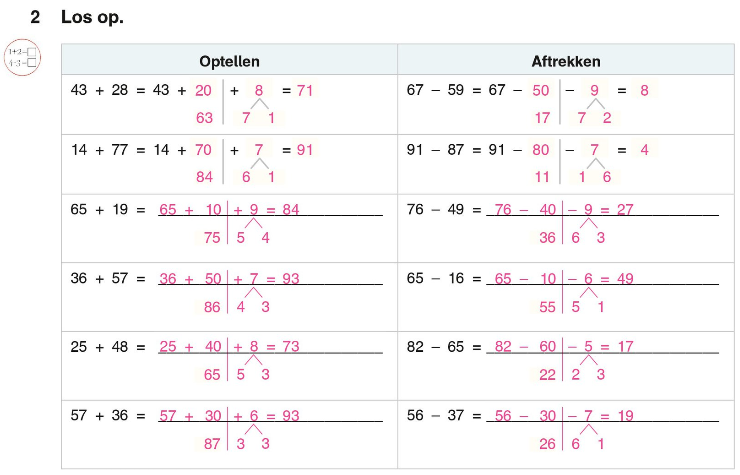 2 Los op.
1+2=
4-3=
Optellen Aftrekken
43 + 28 = 43 + 20 + 8 = 71 67 − 59 = 67 − 50 − 9 = 8
63 7 1 17 7 2
14 + 77 = 14 + 70 + 7 = 91 91 − 87 = 91 − 80 − 7 = 4
84 6 1 11 1 6
65 + 19 = 65 + 10 + 9 = 84 76 − 49 = 76 − 40 − 9 = 27
75 5 4 36 6 3
36 + 57 = 36 + 50 + 7 = 93 65 − 16 = 65 − 10 − 6 = 49
86 4 3 55 5 1
25 + 48 = 25 + 40 + 8 = 73 82 − 65 = 82 − 60 − 5 = 17
65 5 3 22 2 3
57 + 36 = 57 + 30 + 6 = 93 56 − 37 = 56 − 30 − 7 = 19
87 3 3 26 6 1